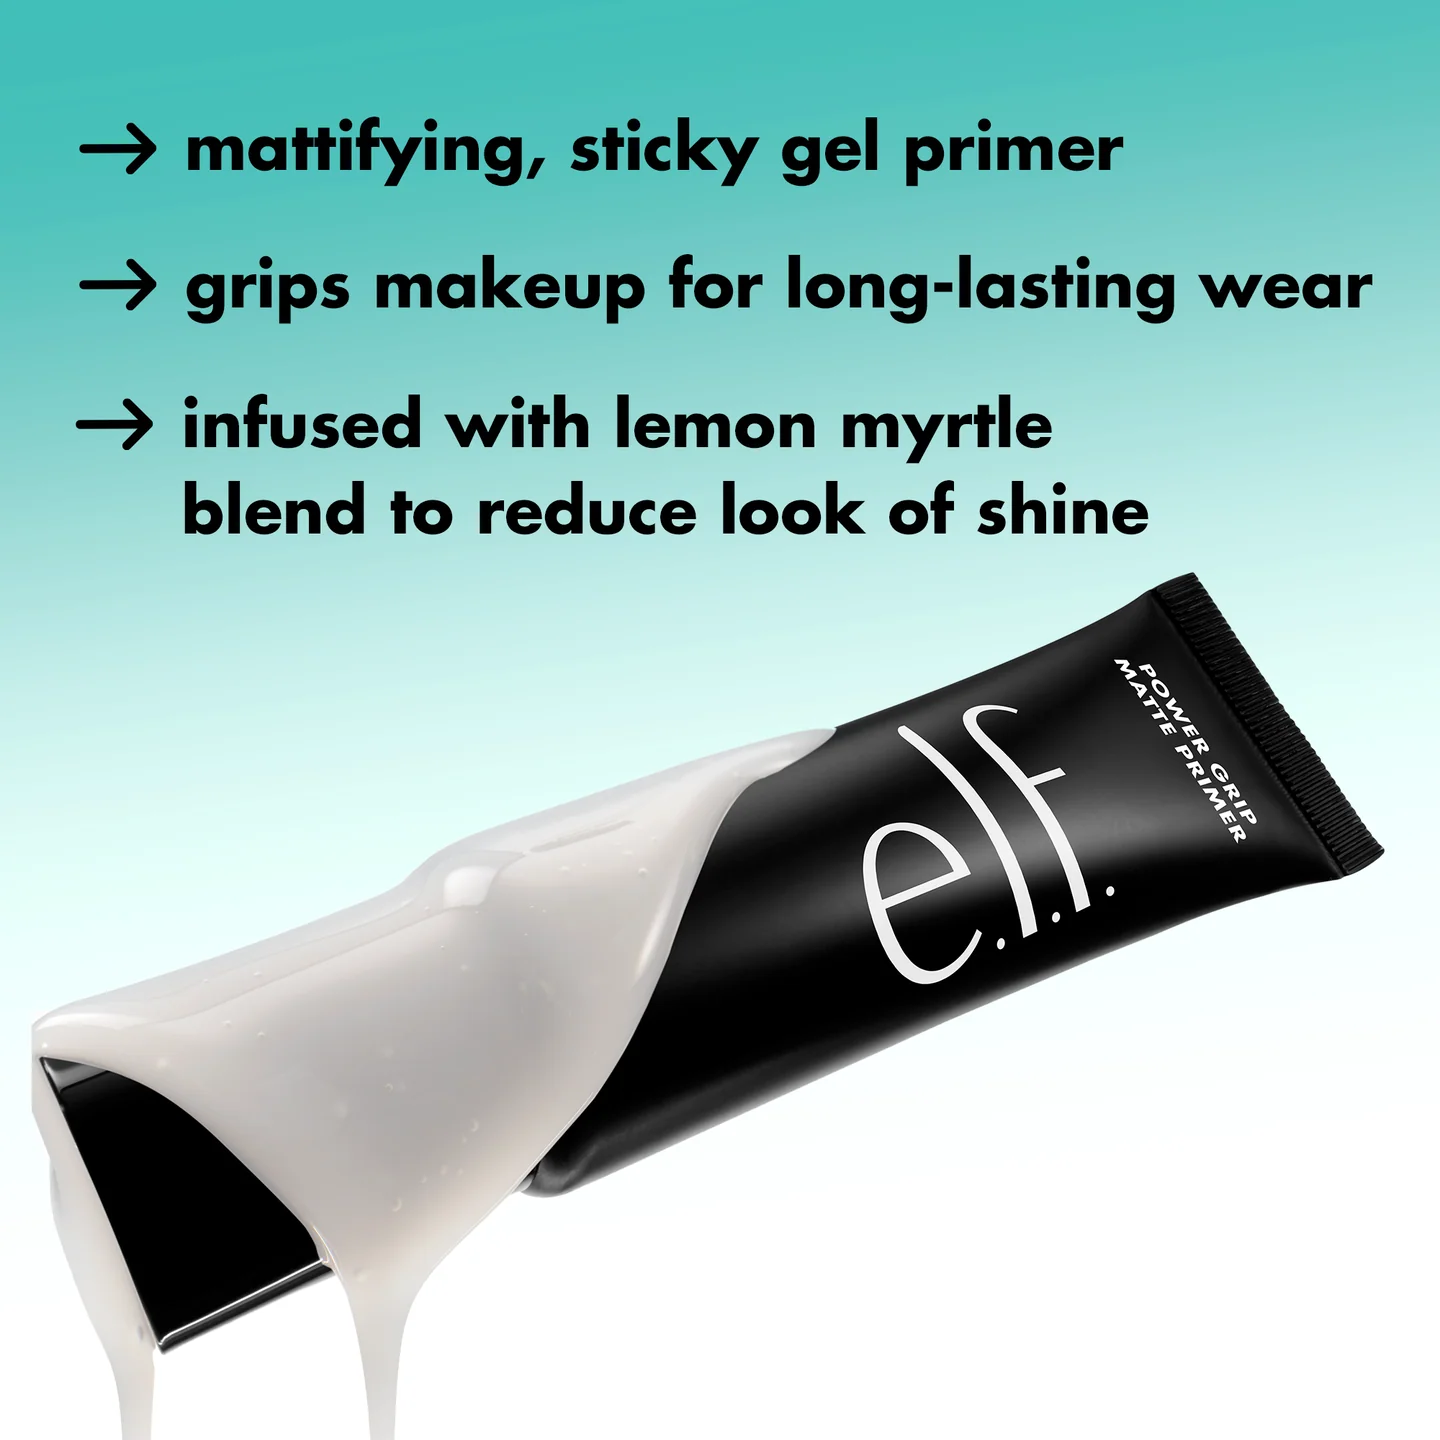 → mattifying, sticky gel primer
→ grips makeup for long-lasting wear
→ infused with lemon myrtle
blend to reduce look of shine
POWER GRIP
MATTE PRIMER
e.l.f.